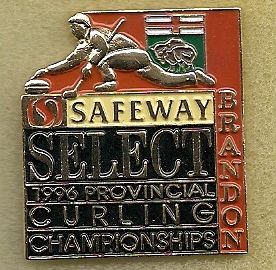 SAFEWAY
SELECT
1996 PROVINCIAL
CURLING
CHAMPIONSHIPS
BRANDON